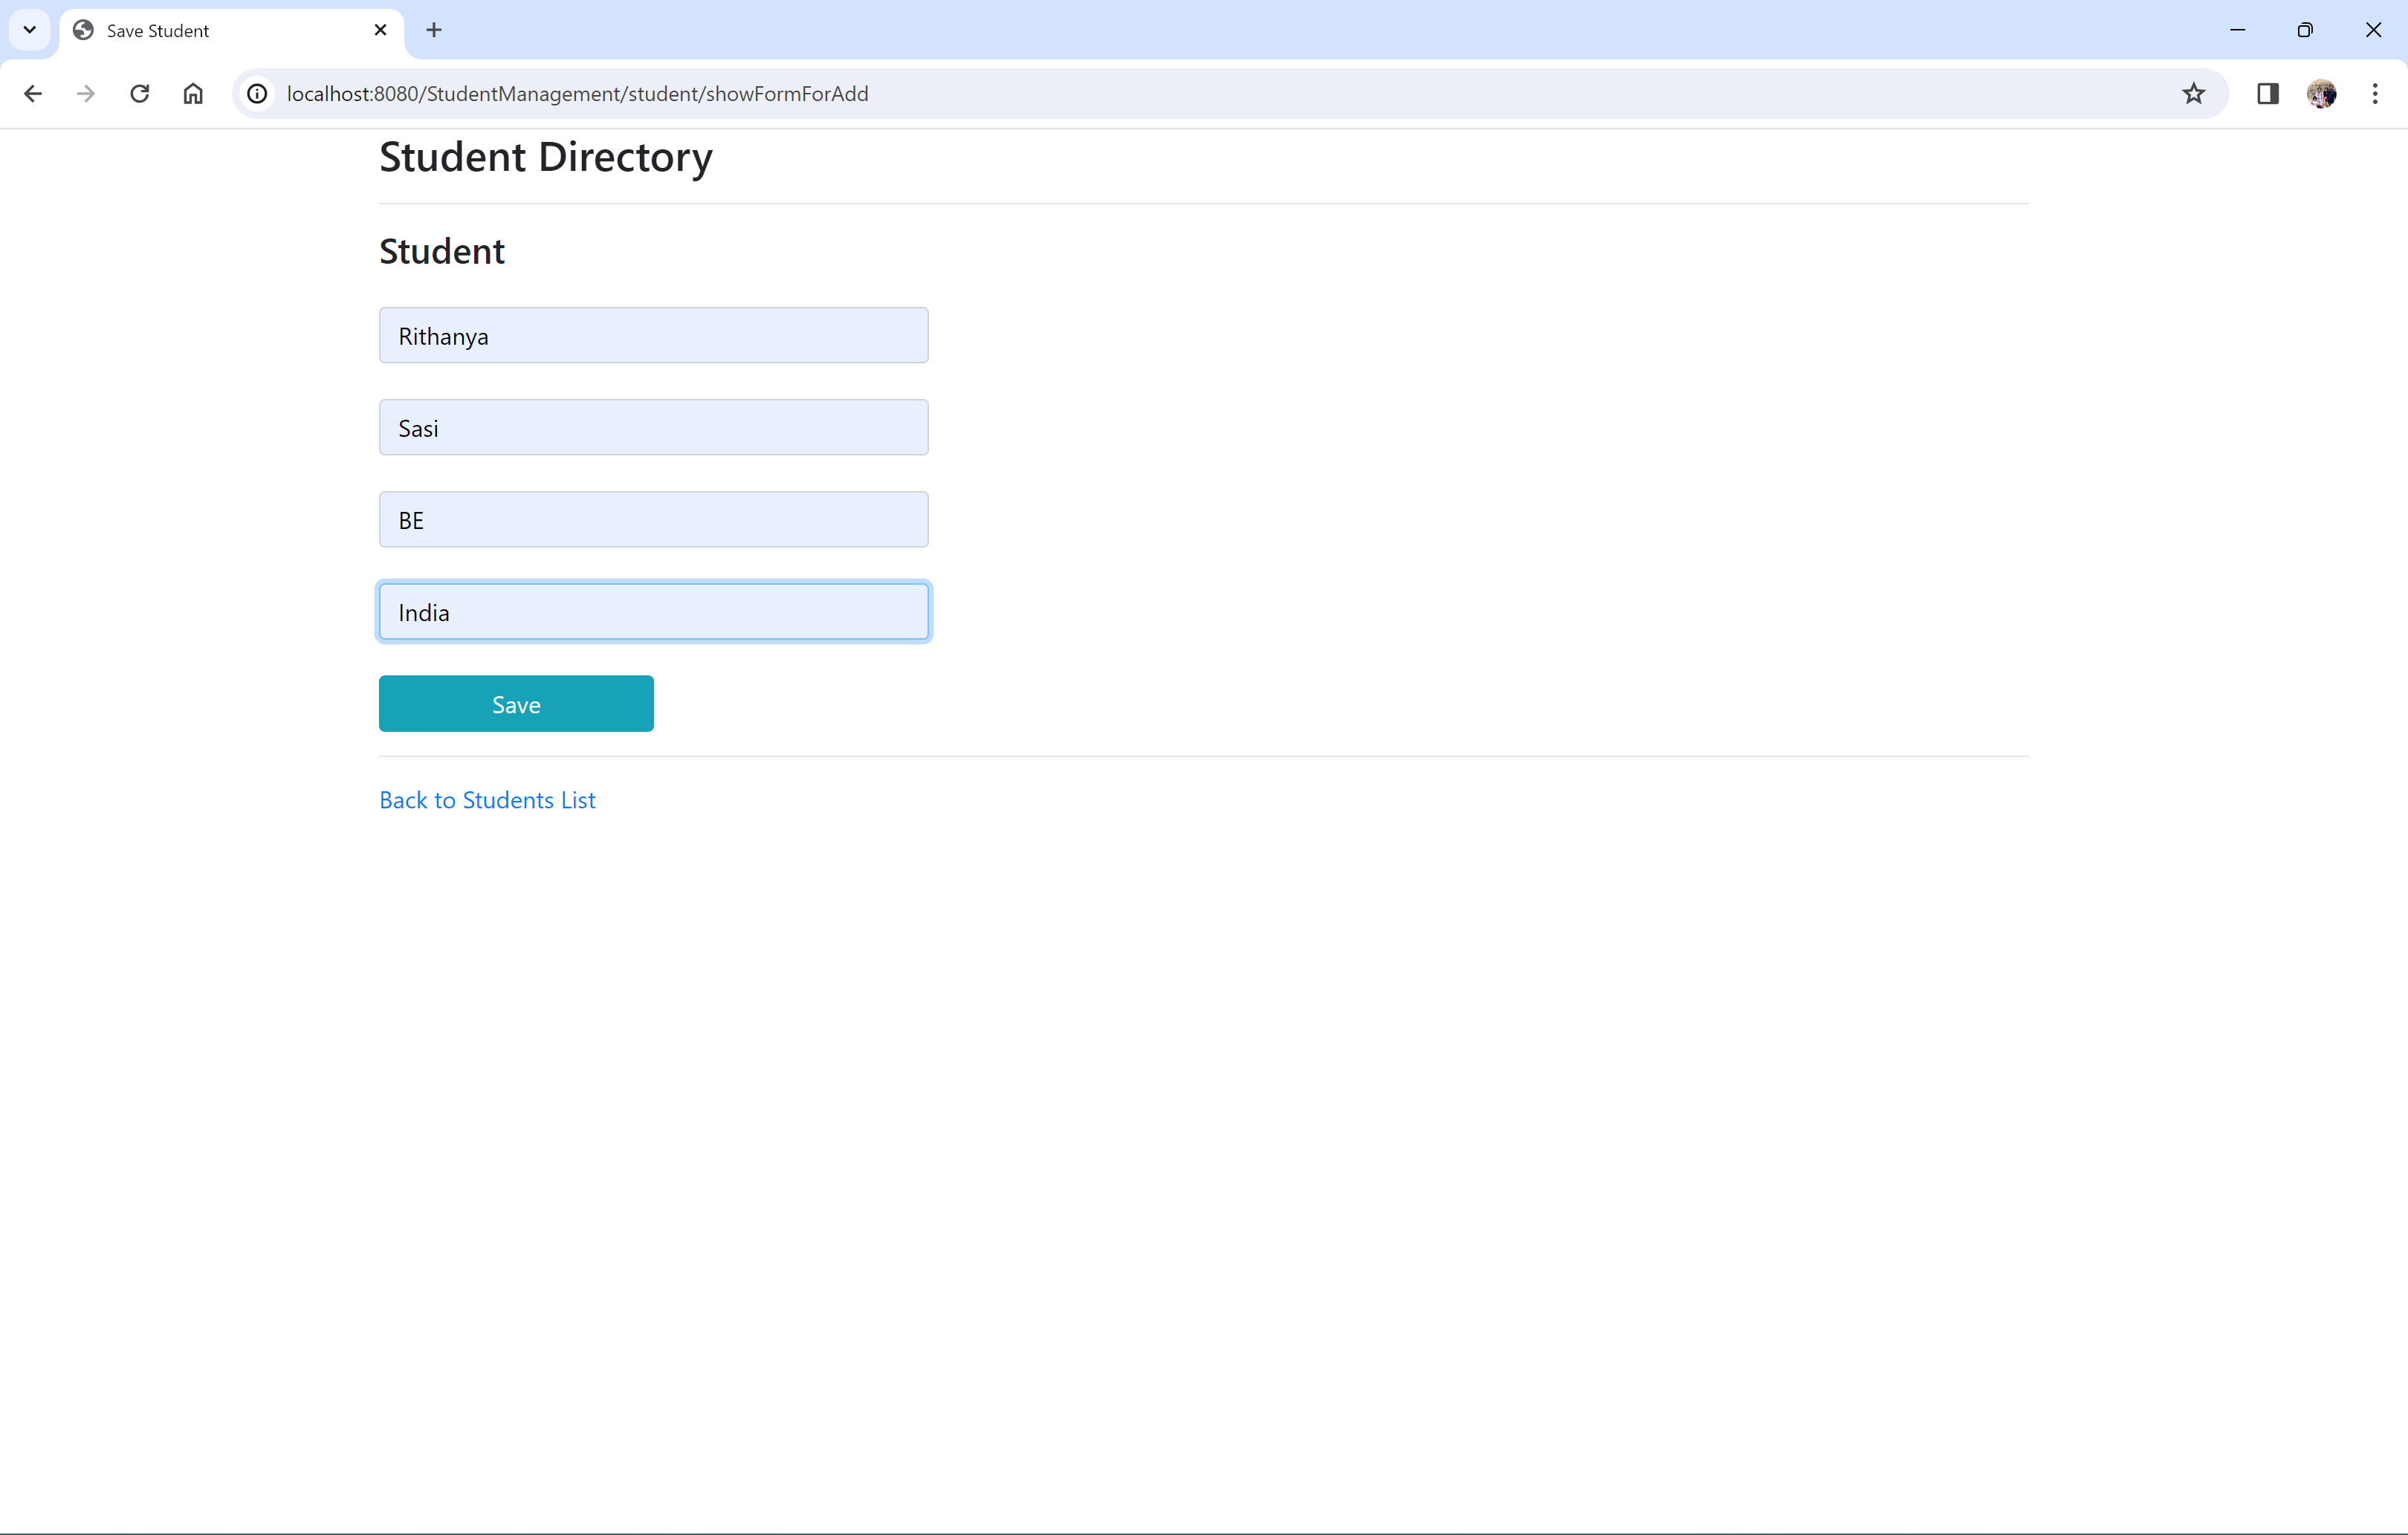 Save Student
localhost:8080/StudentManagement/student/showFormForAdd
Student Directory
Student
Rithanya
Sasi
BE
India
Save
Back to Students List